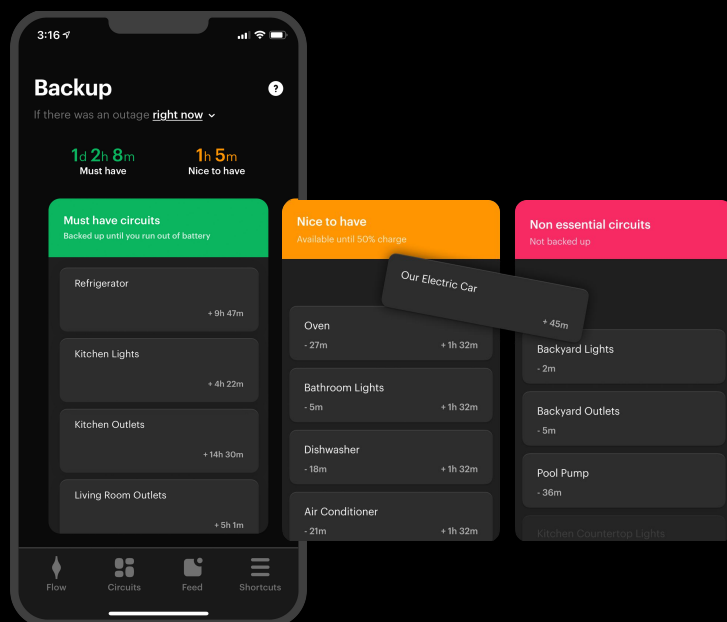 3:16
Backup
?
If there was an outage right now
1d 2h 8m
Must have
1h 5m
Nice to have
Must have circuits
Backed up until you run out of battery
Refrigerator
+ 9h 47m
Kitchen Lights
+ 4h 22m
Kitchen Outlets
+ 14h 30m
Living Room Outlets
+ 5h 1m
Nice to have
Available until 50% charge
Our Electric Car
+ 45m
Oven
- 27m + 1h 32m
Bathroom Lights
- 5m + 1h 32m
Dishwasher
- 18m + 1h 32m
Air Conditioner
- 21m + 1h 32m
Non essential circuits
Not backed up
Backyard Lights
- 2m
Backyard Outlets
- 5m
Pool Pump
- 36m
Kitchen Countertop Lights
Flow Circuits Feed Shortcuts